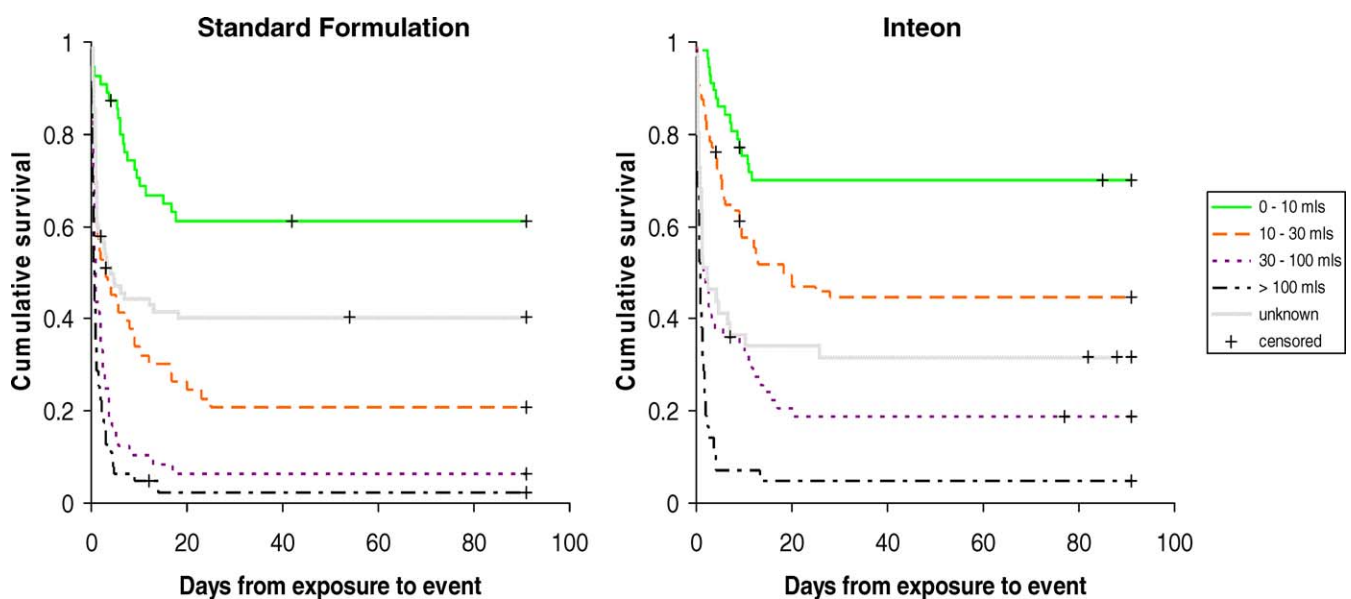 Standard Formulation
Cumulative survival
1
0.8
0.6
0.4
0.2
0
0 20 40 60 80 100
Days from exposure to event
Inteon
Cumulative survival
1
0.8
0.6
0.4
0.2
0
0 20 40 60 80 100
Days from exposure to event
0 - 10 mls
10 - 30 mls
30 - 100 mls
> 100 mls
unknown
censored